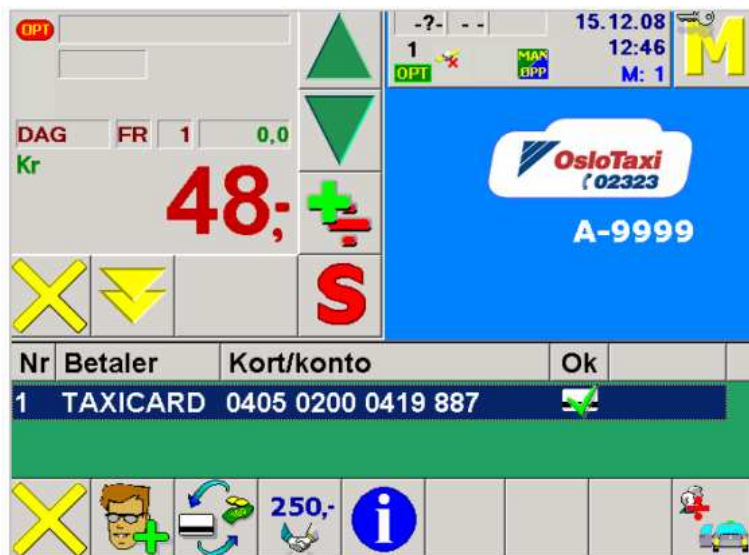 OPT
-?- - - 15.12.08
1 12:46
OPT MAN OPP M: 1
M
DAG FR 1 0,0
Kr
48;-
S
OsloTaxi
02323
A-9999
Nr Betaler Kort/konto Ok
1 TAXICARD 0405 0200 0419 887
250,-
i